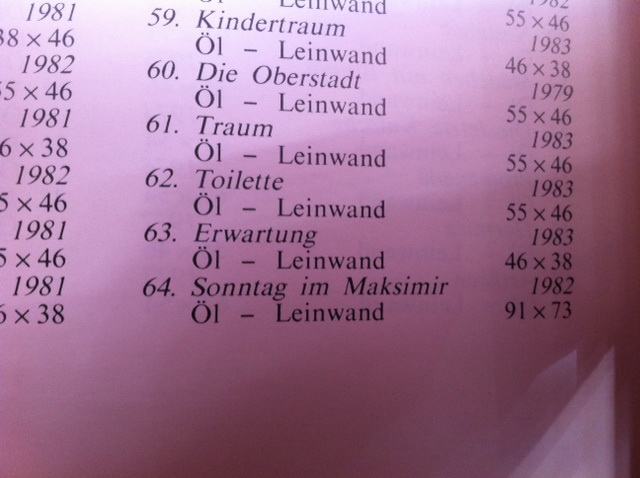 1981
38 × 46
1982
55 × 46
1981
6 × 38
1982
5 × 46
1981
5 × 46
1981
6 × 38
Öl – Leinwand 55 × 46
59. Kindertraum 1983
Öl – Leinwand 46 × 38
60. Die Oberstadt 1979
Öl – Leinwand 55 × 46
61. Traum 1983
Öl – Leinwand 55 × 46
62. Toilette 1983
Öl – Leinwand 55 × 46
63. Erwartung 1983
Öl – Leinwand 46 × 38
64. Sonntag im Maksimir 1982
Öl – Leinwand 91 × 73